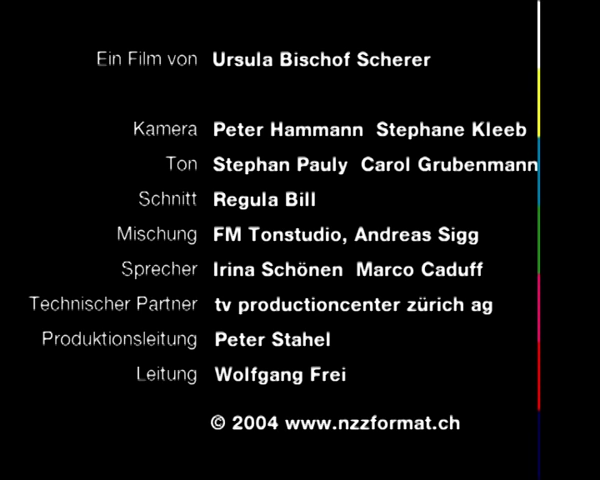 Ein Film von Ursula Bischof Scherer
Kamera Peter Hammann Stephane Kleeb
Ton Stephan Pauly Carol Grubenmann
Schnitt Regula Bill
Mischung FM Tonstudio, Andreas Sigg
Sprecher Irina Schönen Marco Caduff
Technischer Partner tv productioncenter zürich ag
Produktionsleitung Peter Stahel
Leitung Wolfgang Frei
© 2004 www.nzzformat.ch